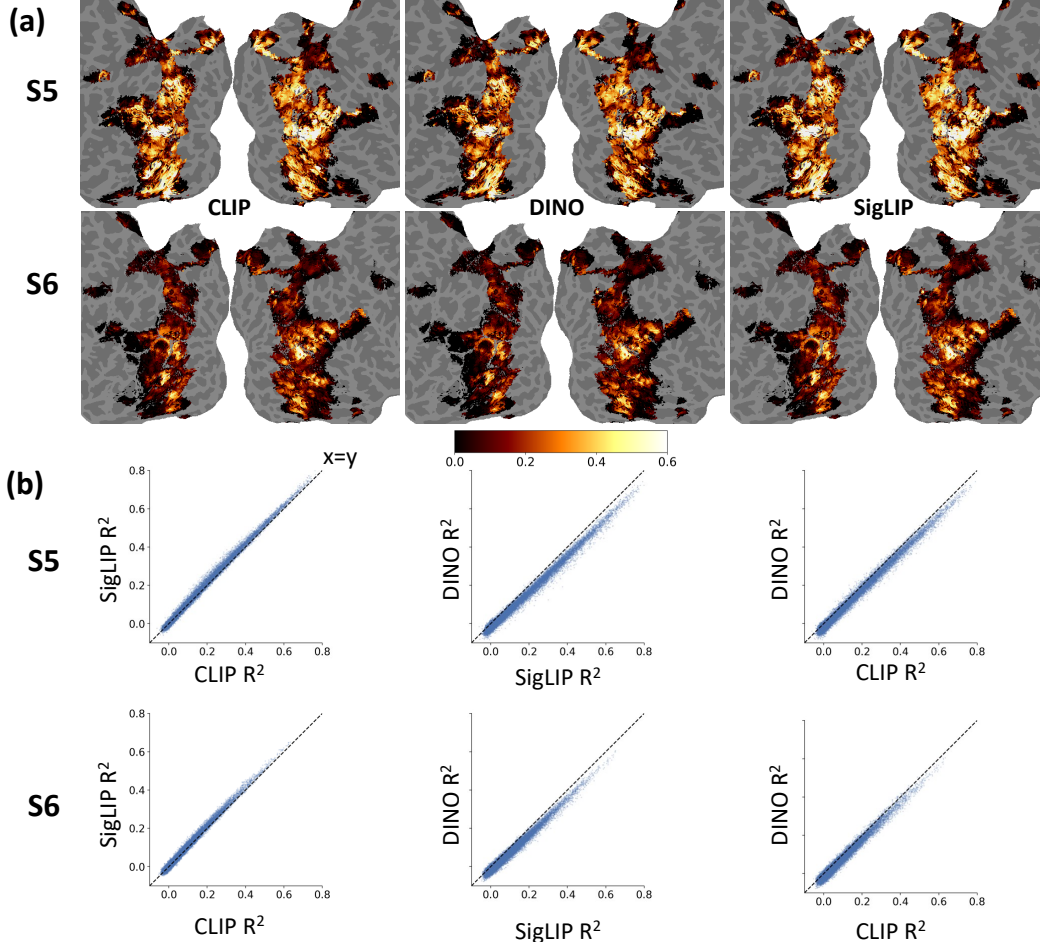 (a)
S5
CLIP
DINO
SigLIP
S6
0.0 0.2 0.4 0.6
(b)
x=y
S5
SigLIP R²
0.8
0.6
0.4
0.2
0.0
0.0 0.2 0.4 0.6 0.8
CLIP R²
DINO R²
0.0 0.2 0.4 0.6 0.8
SigLIP R²
DINO R²
0.0 0.2 0.4 0.6 0.8
CLIP R²
S6
SigLIP R²
0.8
0.6
0.4
0.2
0.0
0.0 0.2 0.4 0.6 0.8
CLIP R²
DINO R²
0.0 0.2 0.4 0.6 0.8
SigLIP R²
DINO R²
0.0 0.2 0.4 0.6 0.8
CLIP R²